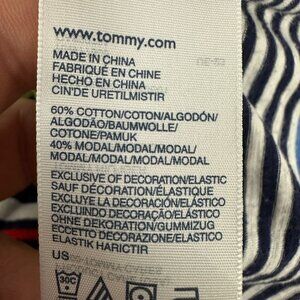 www.tommy.com
MADE IN CHINA
FABRIQUÉ EN CHINE
HECHO EN CHINA
CIN'DE URETILMISTIR
60% COTTON/COTON/ALGODÓN/
ALGODÃO/BAUMWOLLE/
COTONE/PAMUK
40% MODAL/MODAL/MODAL/
MODAL/MODAL/MODAL/
MODAL
EXCLUSIVE OF DECORATION/ELASTIC
SAUF DÉCORATION/ÉLASTIQUE
EXCLUYE LA DECORACIÓN/ELÁSTICO
EXCLUINDO DECORAÇÃO/ELÁSTICO
OHNE DEKORATION/GUMMIZUG
ECCETTO DECORAZIONE/ELASTICO
ELASTIK HARICTIR
US
30C